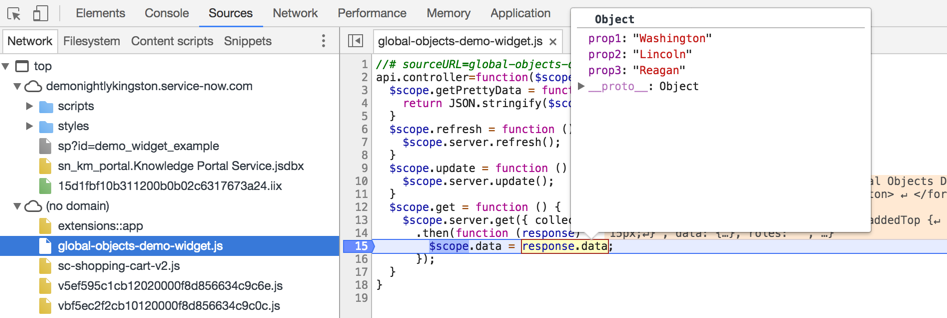 Elements Console Sources Network Performance Memory Application
Network Filesystem Content scripts Snippets
top
demonightlykingston.service-now.com
scripts
styles
sp?id=demo_widget_example
sn_km_portal.Knowledge Portal Service.jsdbx
15d1fbf10b311200b0b02c6317673a24.iix
(no domain)
extensions::app
global-objects-demo-widget.js
sc-shopping-cart-v2.js
v5ef595c1cb12020000f8d856634c9c6e.js
vbf5ec2f2cb10120000f8d856634c9c0c.js
global-objects-demo-widget.js ×
1 //# sourceURL=global-objects-d
2 api.controller=function($scope
3 $scope.getPrettyData = functi
4 return JSON.stringify($sco
5 }
6 $scope.refresh = function ()
7 $scope.server.refresh();
8 }
9 $scope.update = function ()
10 $scope.server.update();
11 }
12 $scope.get = function () {
13 $scope.server.get({ collec
14 .then(function (response)
15 $scope.data = response.data;
16 });
17 }
18 }
19
Object
prop1: "Washington"
prop2: "Lincoln"
prop3: "Reagan"
__proto__: Object
al Objects D
ton> ↵ </for
addedTop {↵
15px;↵}", data: {…}, roles: "", …}